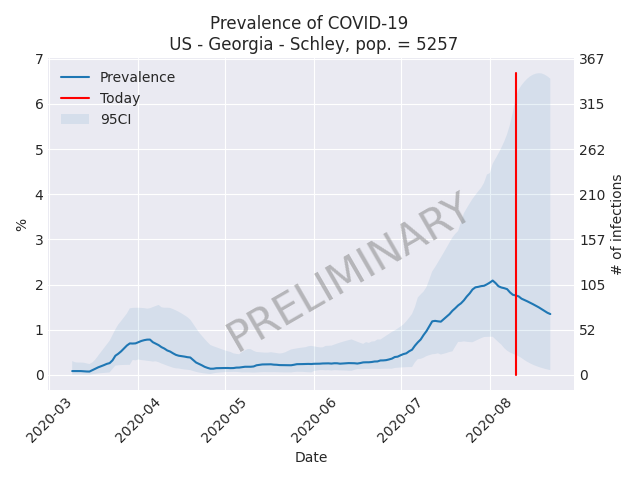 Prevalence of COVID-19
US - Georgia - Schley, pop. = 5257
7
6
5
4
3
2
1
0
%
367
315
262
210
157
105
52
0
# of infections
Prevalence
Today
95CI
PRELIMINARY
2020-03
2020-04
2020-05
2020-06
2020-07
2020-08
Date